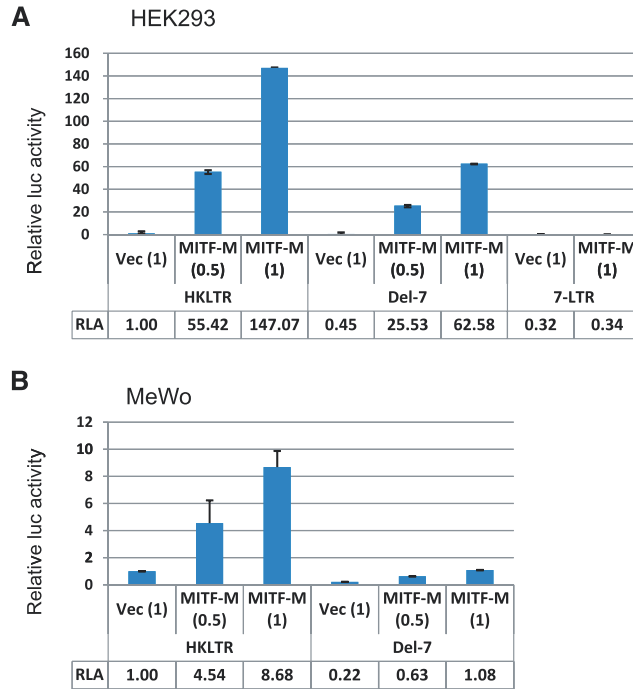 A
HEK293
Relative luc activity
160
140
120
100
80
60
40
20
0
Vec (1) MITF-M (0.5) MITF-M (1) Vec (1) MITF-M (0.5) MITF-M (1) Vec (1) MITF-M (1)
HKLTR Del-7 7-LTR
RLA 1.00 55.42 147.07 0.45 25.53 62.58 0.32 0.34
B
MeWo
Relative luc activity
12
10
8
6
4
2
0
Vec (1) MITF-M (0.5) MITF-M (1) Vec (1) MITF-M (0.5) MITF-M (1)
HKLTR Del-7
RLA 1.00 4.54 8.68 0.22 0.63 1.08